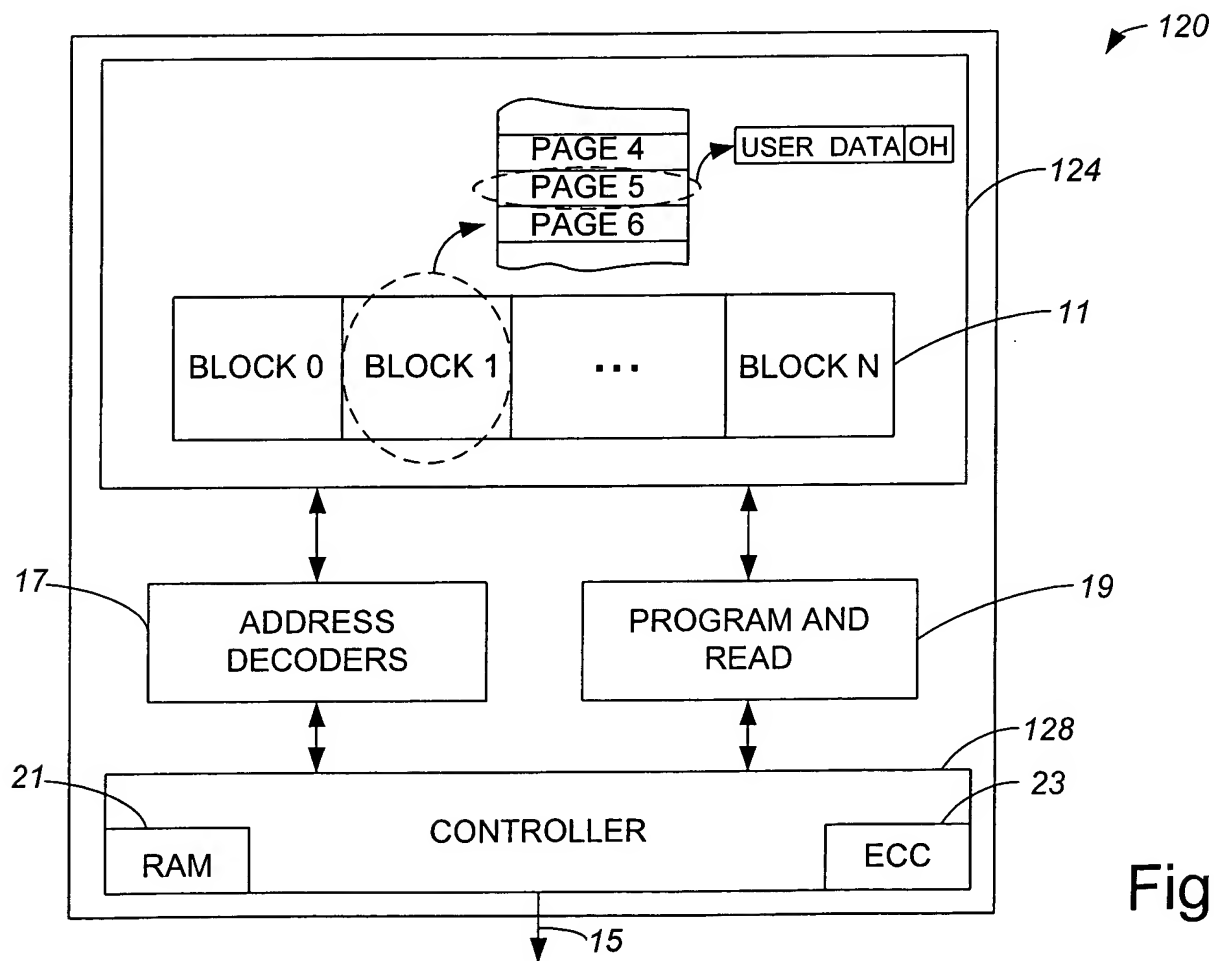 120
PAGE 4
USER DATA OH
PAGE 5
124
PAGE 6
11
BLOCK 0 BLOCK 1 ... BLOCK N
17
19
ADDRESS
DECODERS
PROGRAM AND
READ
128
21
23
CONTROLLER
RAM
ECC
Fig
15